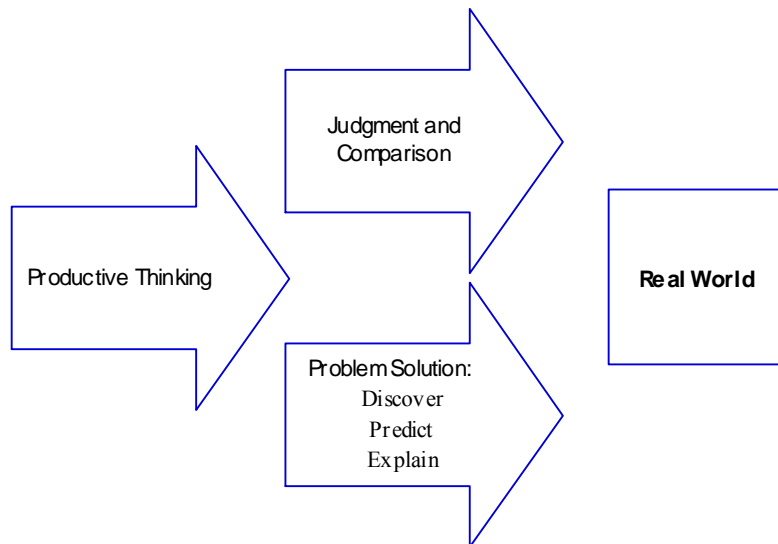 Productive Thinking
Judgment and
Comparison
Problem Solution:
Discover
Predict
Explain
Real World